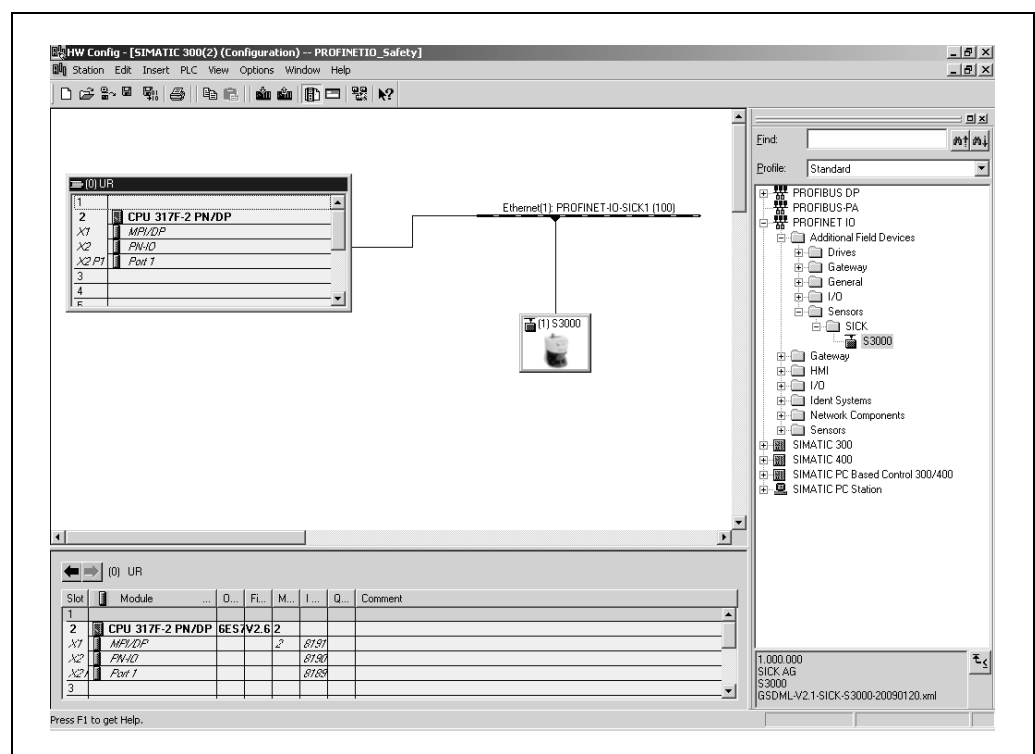 HW Config - [SIMATIC 300(2) (Configuration) -- PROFINETIO_Safety]
Station Edit Insert PLC View Options Window Help
(0) UR
1
2 CPU 317F-2 PN/DP
X1 MPI/DP
X2 PN-IO
X2 P1 Port 1
3
4
5
Ethernet(1): PROFINET-IO-SICK1 (100)
(1) S3000
Find:
Profile: Standard
PROFIBUS DP
PROFIBUS-PA
PROFINET IO
Additional Field Devices
Drives
Gateway
General
I/O
Sensors
SICK
S3000
Gateway
HMI
I/O
Ident Systems
Network Components
Sensors
SIMATIC 300
SIMATIC 400
SIMATIC PC Based Control 300/400
SIMATIC PC Station
(0) UR
Slot Module ... O... Fi... M... I ... Q... Comment
1
2 CPU 317F-2 PN/DP 6ES7 V2.6 2
X1 MPI/DP 2 8191
X2 PN-IO 8190
X2 Port 1 8189
3
1.000.000
SICK AG
S3000
GSDML-V2.1-SICK-S3000-20090120.xml
Press F1 to get Help.